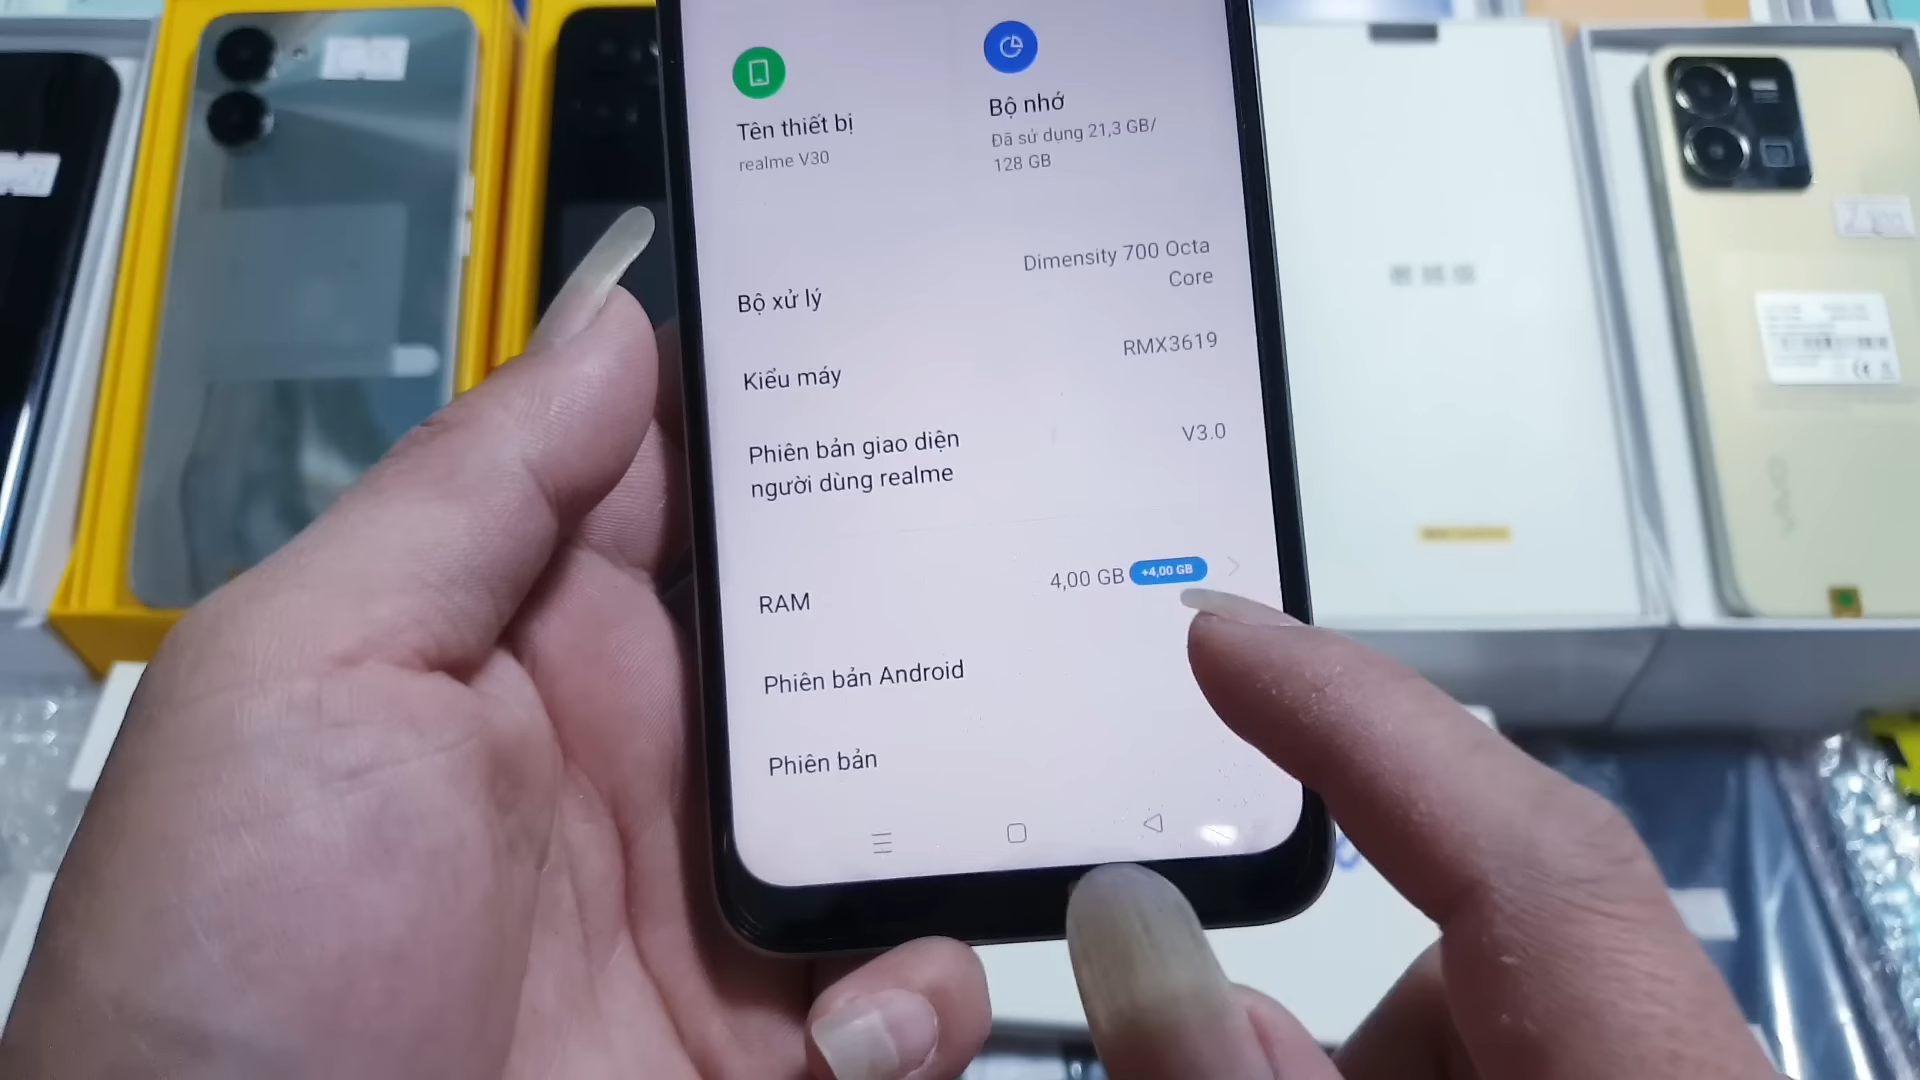 Tên thiết bị
realme V30
Bộ nhớ
Đã sử dụng 21,3 GB/
128 GB
Bộ xử lý
Dimensity 700 Octa
Core
Kiểu máy
RMX3619
Phiên bản giao diện
người dùng realme
V3.0
RAM
4,00 GB
+4,00 GB
Phiên bản Android
Phiên bản
vivo